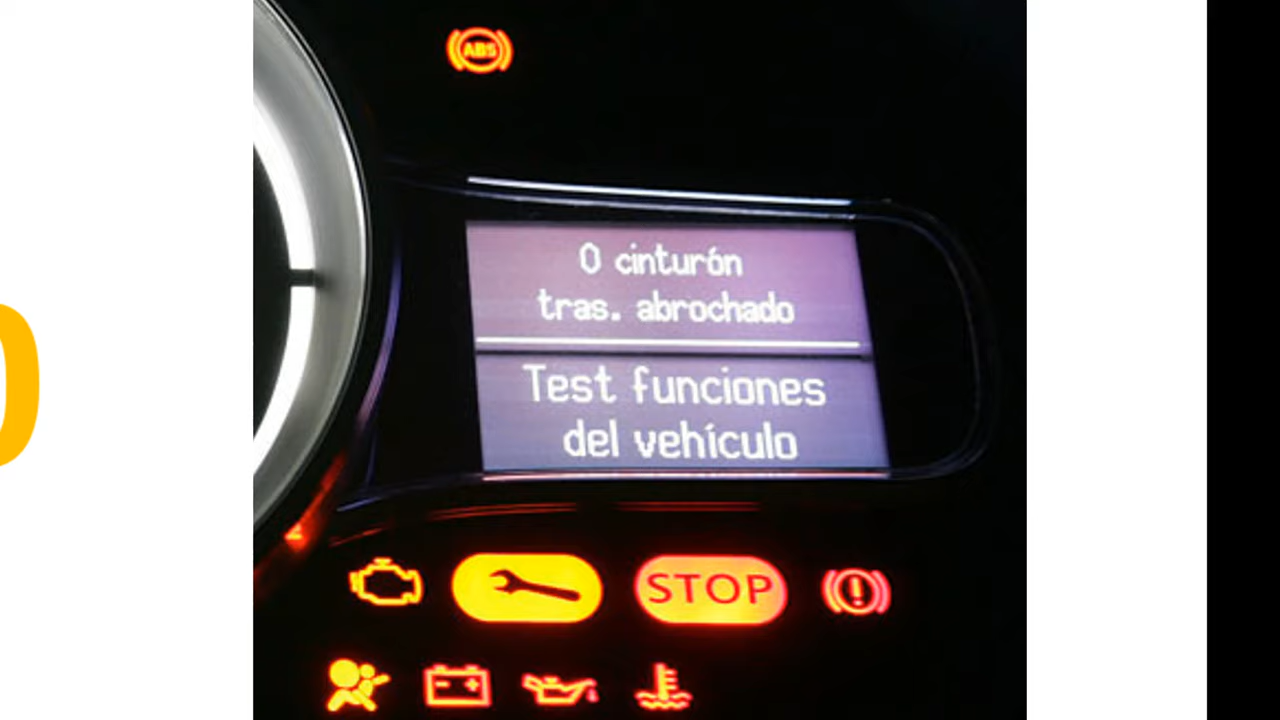 ABS
0 cinturón
tras. abrochado
Test funciones
del vehículo
STOP